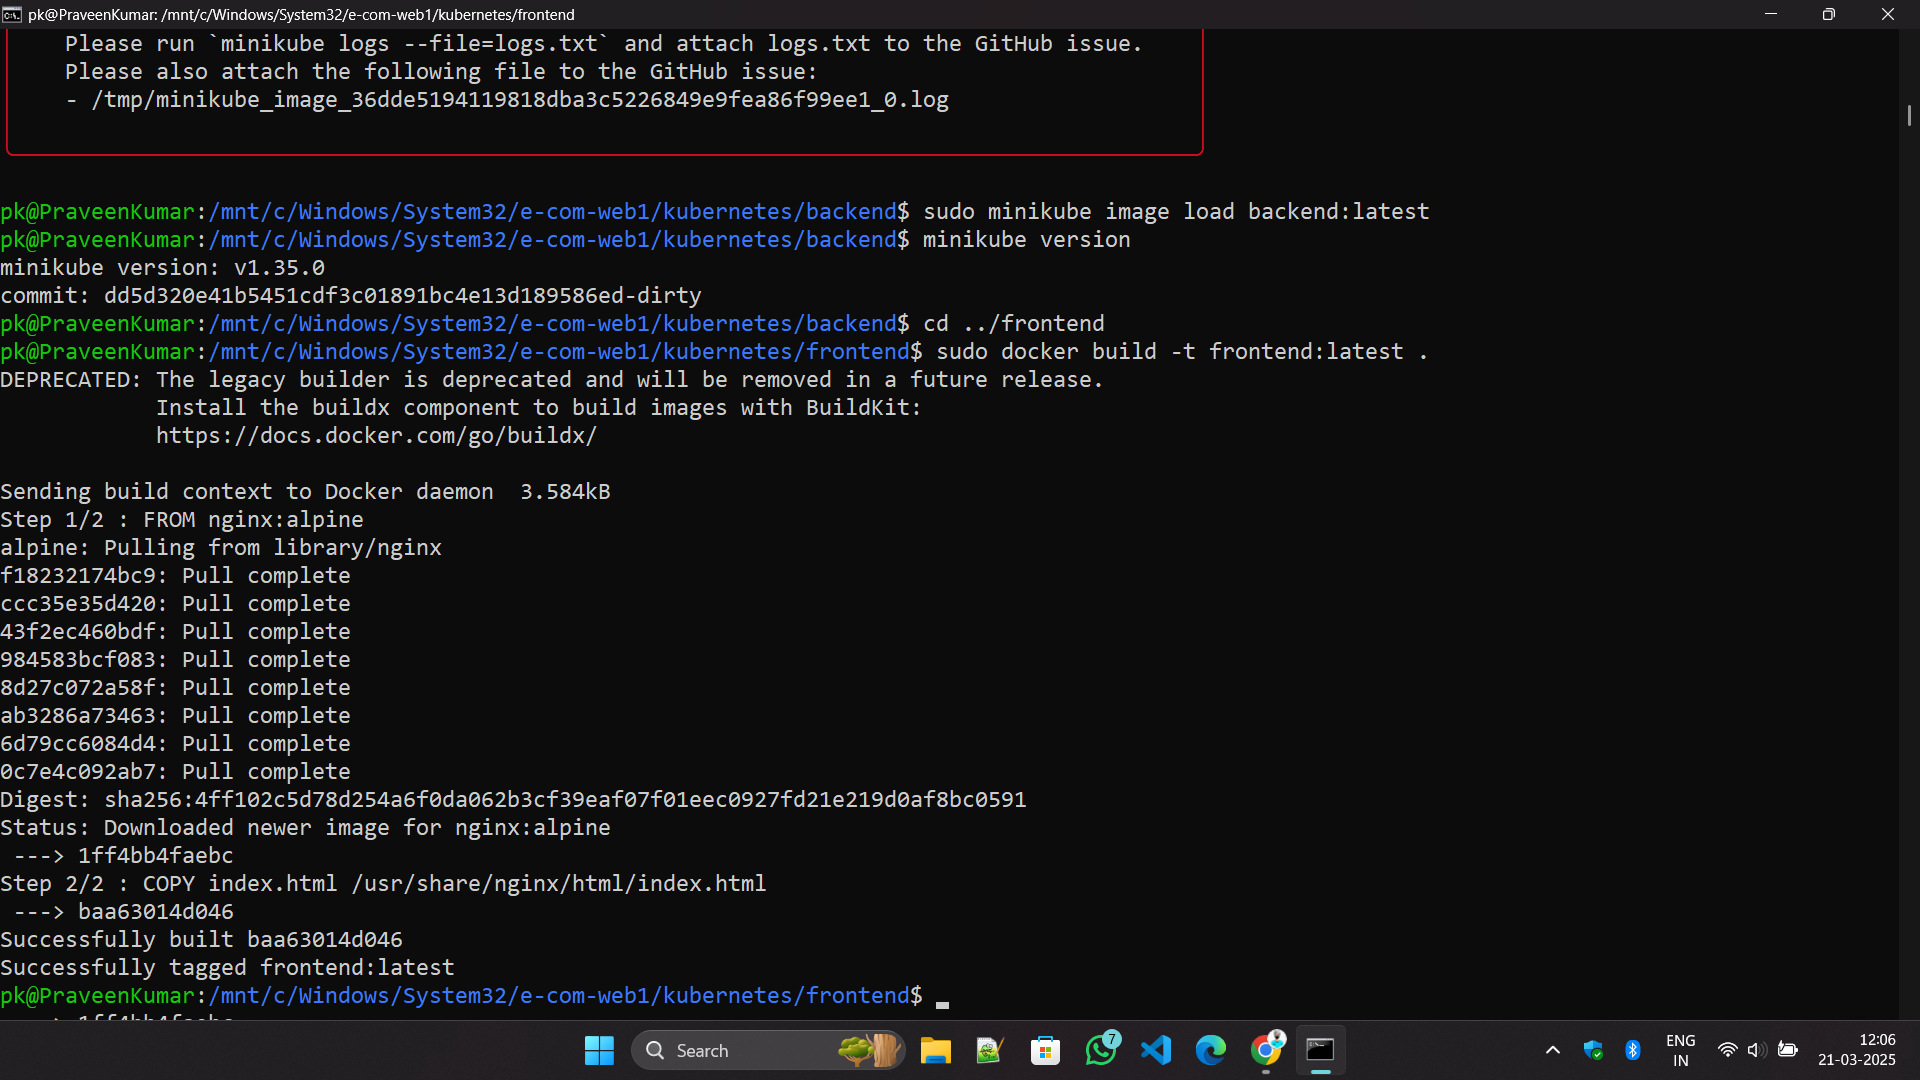 pk@PraveenKumar: /mnt/c/Windows/System32/e-com-web1/kubernetes/frontend
Please run `minikube logs --file=logs.txt` and attach logs.txt to the GitHub issue.
Please also attach the following file to the GitHub issue:
- /tmp/minikube_image_36dde5194119818dba3c5226849e9fea86f99ee1_0.log
pk@PraveenKumar:/mnt/c/Windows/System32/e-com-web1/kubernetes/backend$ sudo minikube image load backend:latest
pk@PraveenKumar:/mnt/c/Windows/System32/e-com-web1/kubernetes/backend$ minikube version
minikube version: v1.35.0
commit: dd5d320e41b5451cdf3c01891bc4e13d189586ed-dirty
pk@PraveenKumar:/mnt/c/Windows/System32/e-com-web1/kubernetes/backend$ cd ../frontend
pk@PraveenKumar:/mnt/c/Windows/System32/e-com-web1/kubernetes/frontend$ sudo docker build -t frontend:latest .
DEPRECATED: The legacy builder is deprecated and will be removed in a future release.
Install the buildx component to build images with BuildKit:
https://docs.docker.com/go/buildx/
Sending build context to Docker daemon  3.584kB
Step 1/2 : FROM nginx:alpine
alpine: Pulling from library/nginx
f18232174bc9: Pull complete
ccc35e35d420: Pull complete
43f2ec460bdf: Pull complete
984583bcf083: Pull complete
8d27c072a58f: Pull complete
ab3286a73463: Pull complete
6d79cc6084d4: Pull complete
0c7e4c092ab7: Pull complete
Digest: sha256:4ff102c5d78d254a6f0da062b3cf39eaf07f01eec0927fd21e219d0af8bc0591
Status: Downloaded newer image for nginx:alpine
---> 1ff4bb4faebc
Step 2/2 : COPY index.html /usr/share/nginx/html/index.html
---> baa63014d046
Successfully built baa63014d046
Successfully tagged frontend:latest
pk@PraveenKumar:/mnt/c/Windows/System32/e-com-web1/kubernetes/frontend$
Search
7
ENG
IN
12:06
21-03-2025